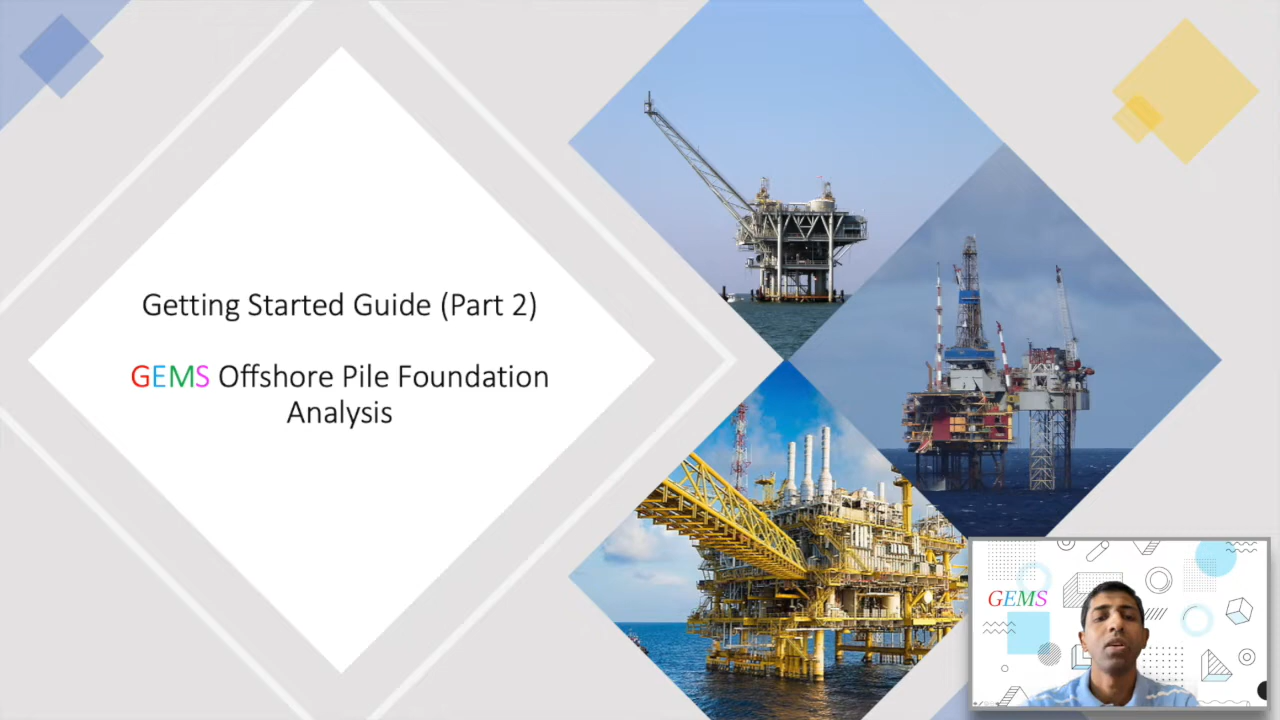 Getting Started Guide (Part 2)
GEMS Offshore Pile Foundation
Analysis
GEMS